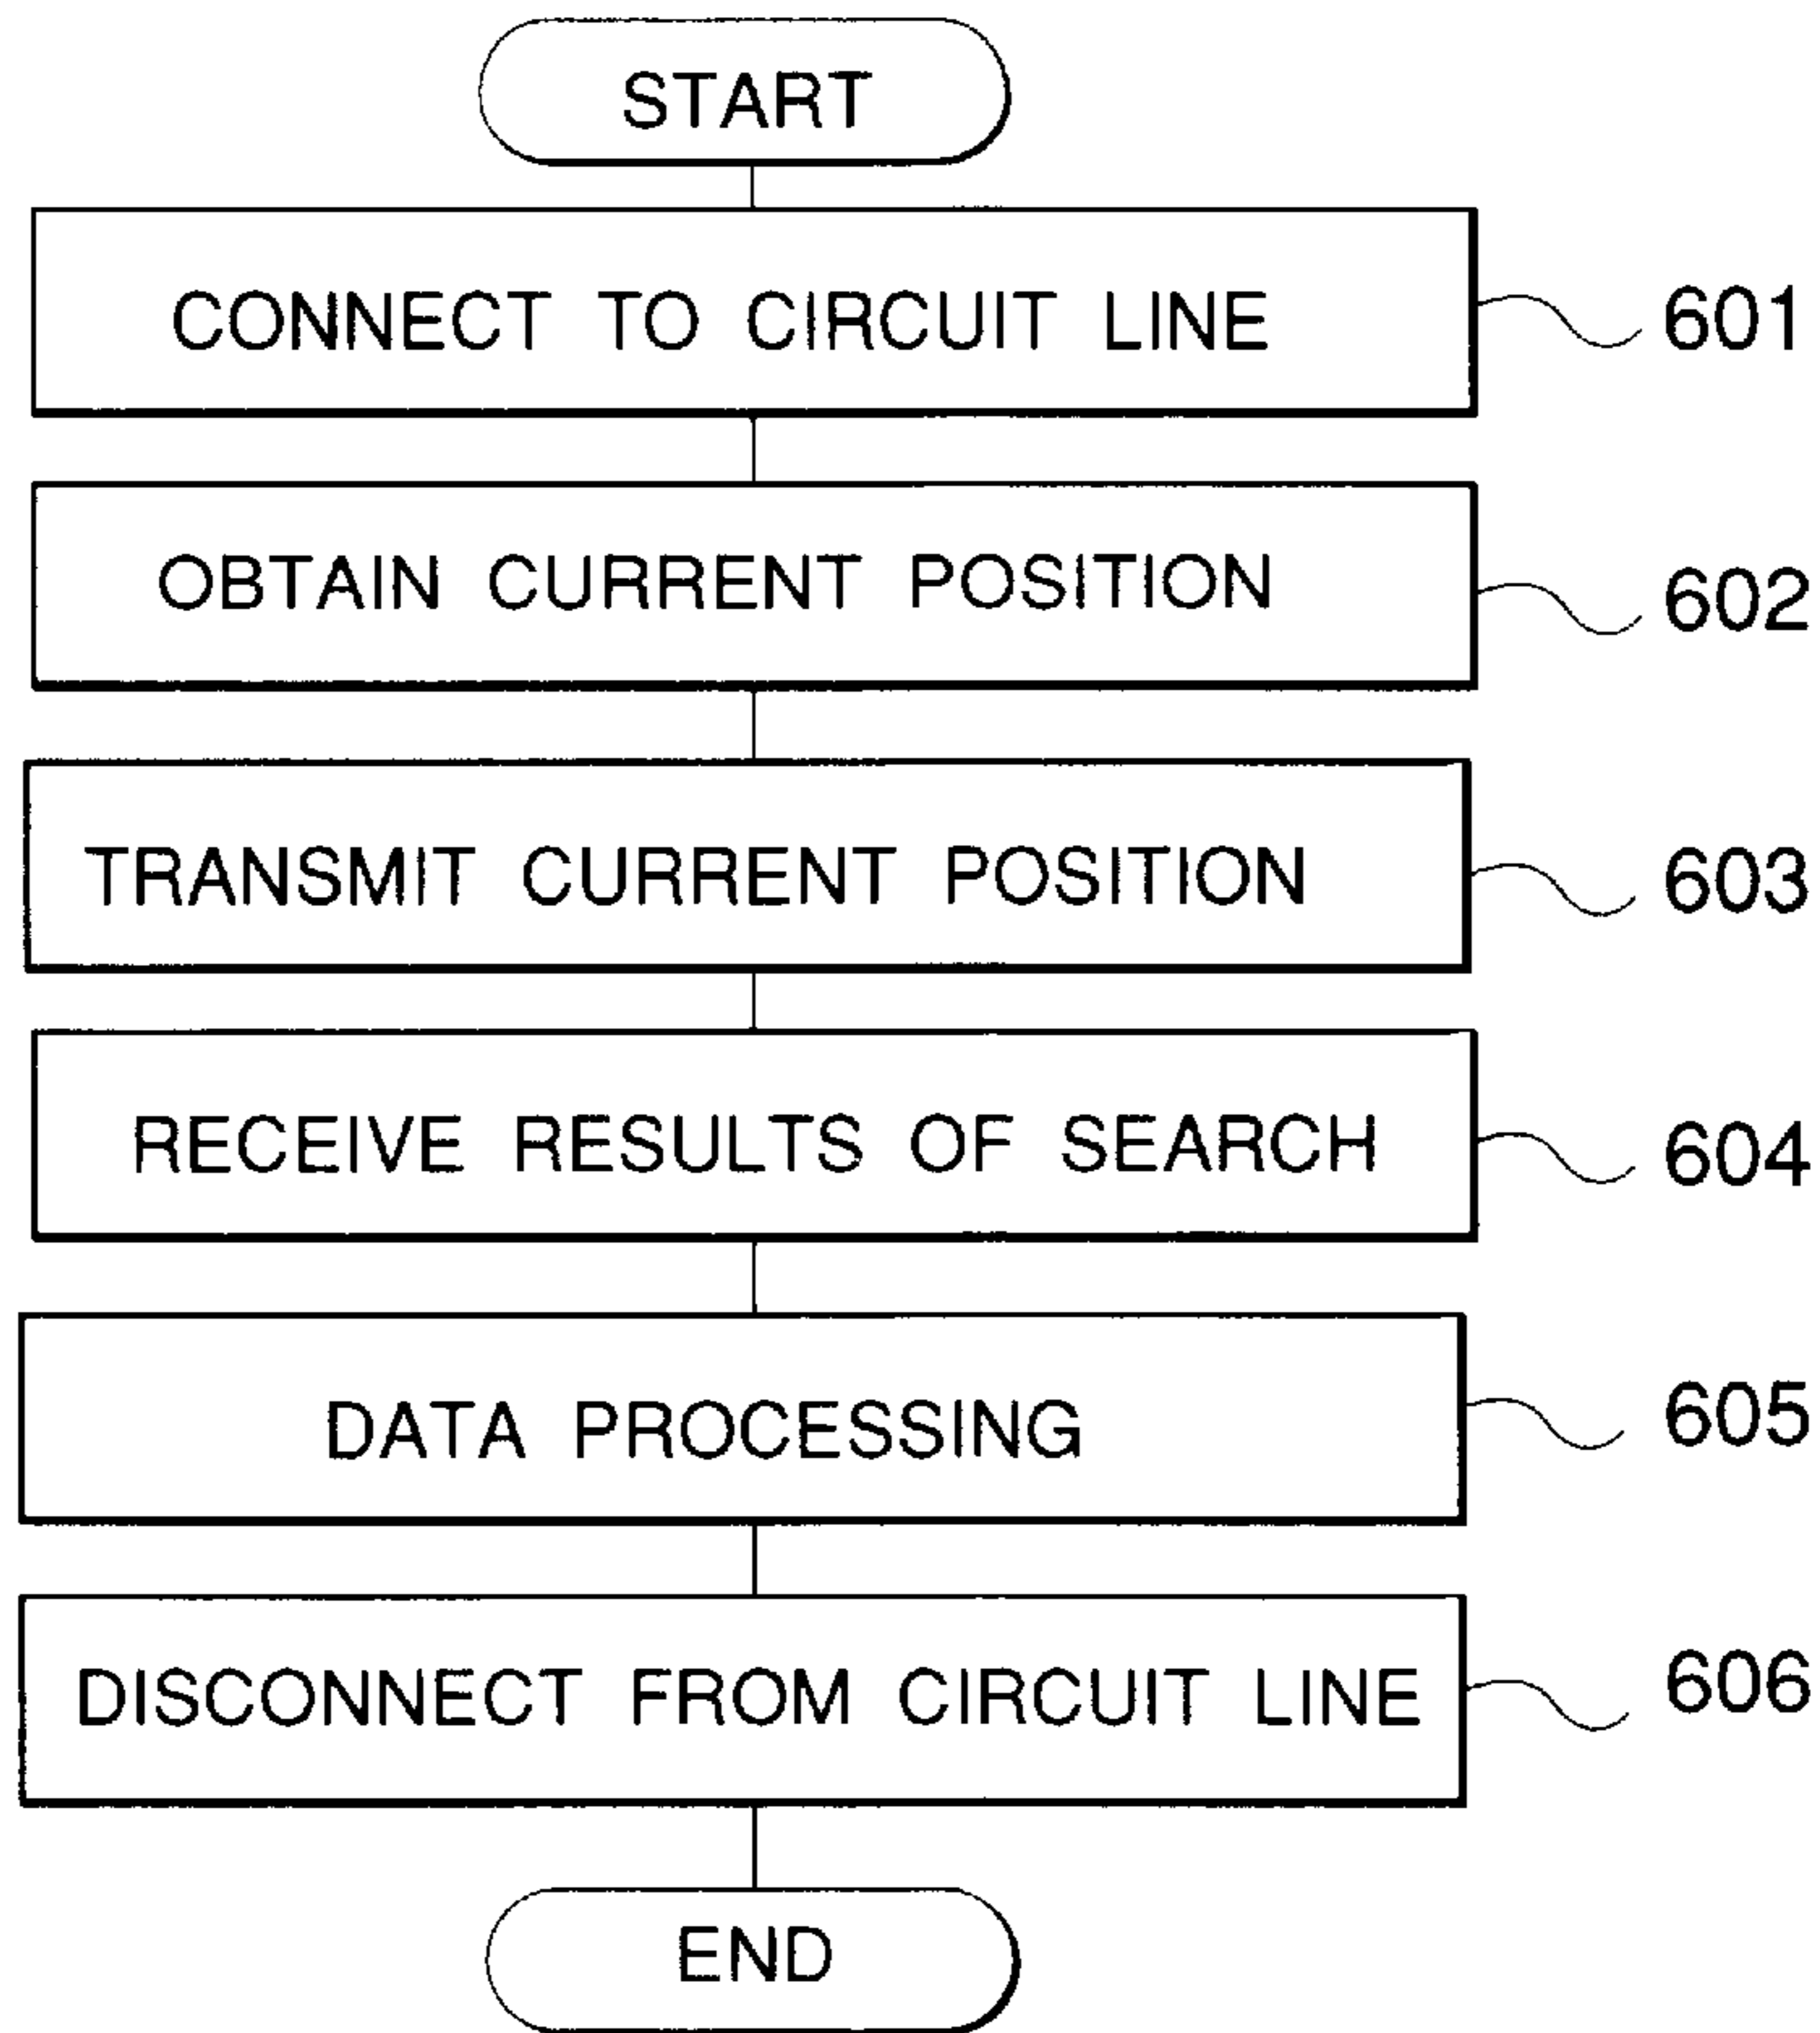 START
CONNECT TO CIRCUIT LINE
601
OBTAIN CURRENT POSITION
602
TRANSMIT CURRENT POSITION
603
RECEIVE RESULTS OF SEARCH
604
DATA PROCESSING
605
DISCONNECT FROM CIRCUIT LINE
606
END